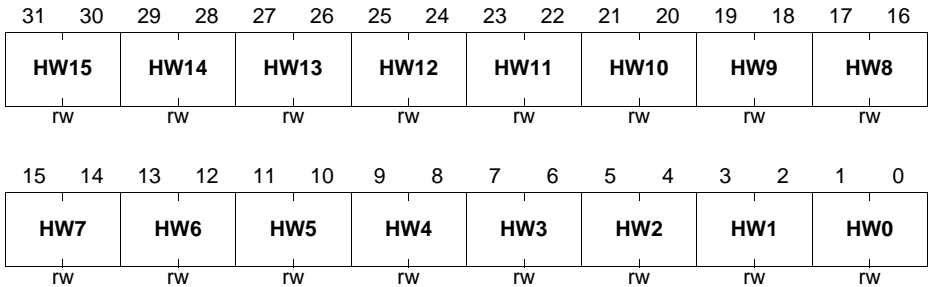 31 30 29 28 27 26 25 24 23 22 21 20 19 18 17 16
HW15 HW14 HW13 HW12 HW11 HW10 HW9 HW8
rw rw rw rw rw rw rw rw
15 14 13 12 11 10 9 8 7 6 5 4 3 2 1 0
HW7 HW6 HW5 HW4 HW3 HW2 HW1 HW0
rw rw rw rw rw rw rw rw